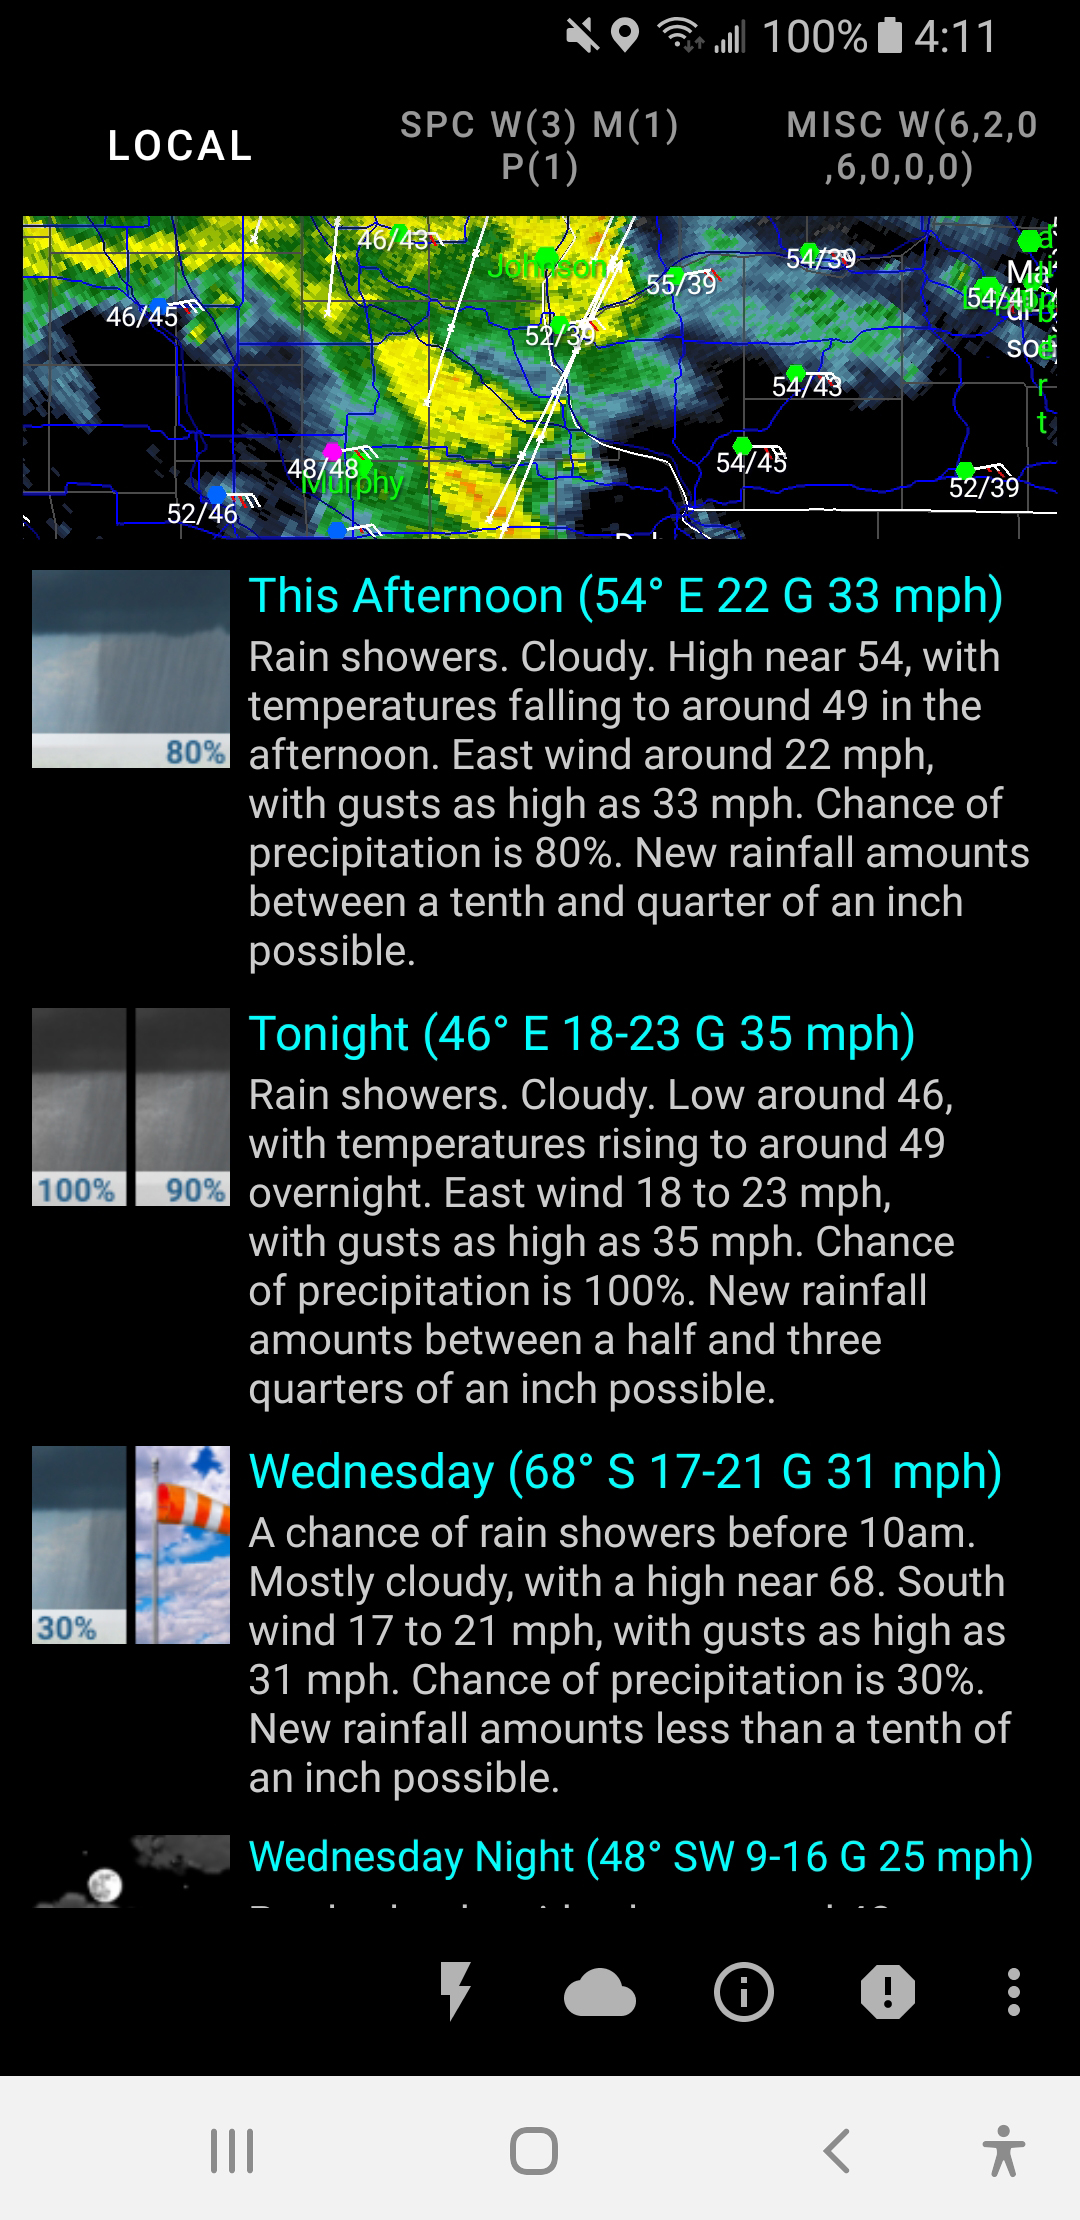 100% 4:11
LOCAL
SPC W(3) M(1)
P(1)
MISC W(6,2,0
,6,0,0,0)
46/43
Johnson
54/39
55/39
46/45
52/39
54/41
54/43
48/48
Murphy
54/45
52/46
52/39
This Afternoon (54° E 22 G 33 mph)
Rain showers. Cloudy. High near 54, with
temperatures falling to around 49 in the
afternoon. East wind around 22 mph,
with gusts as high as 33 mph. Chance of
precipitation is 80%. New rainfall amounts
between a tenth and quarter of an inch
possible.
80%
Tonight (46° E 18-23 G 35 mph)
Rain showers. Cloudy. Low around 46,
with temperatures rising to around 49
overnight. East wind 18 to 23 mph,
with gusts as high as 35 mph. Chance
of precipitation is 100%. New rainfall
amounts between a half and three
quarters of an inch possible.
100% 90%
Wednesday (68° S 17-21 G 31 mph)
A chance of rain showers before 10am.
Mostly cloudy, with a high near 68. South
wind 17 to 21 mph, with gusts as high as
31 mph. Chance of precipitation is 30%.
New rainfall amounts less than a tenth of
an inch possible.
30%
Wednesday Night (48° SW 9-16 G 25 mph)